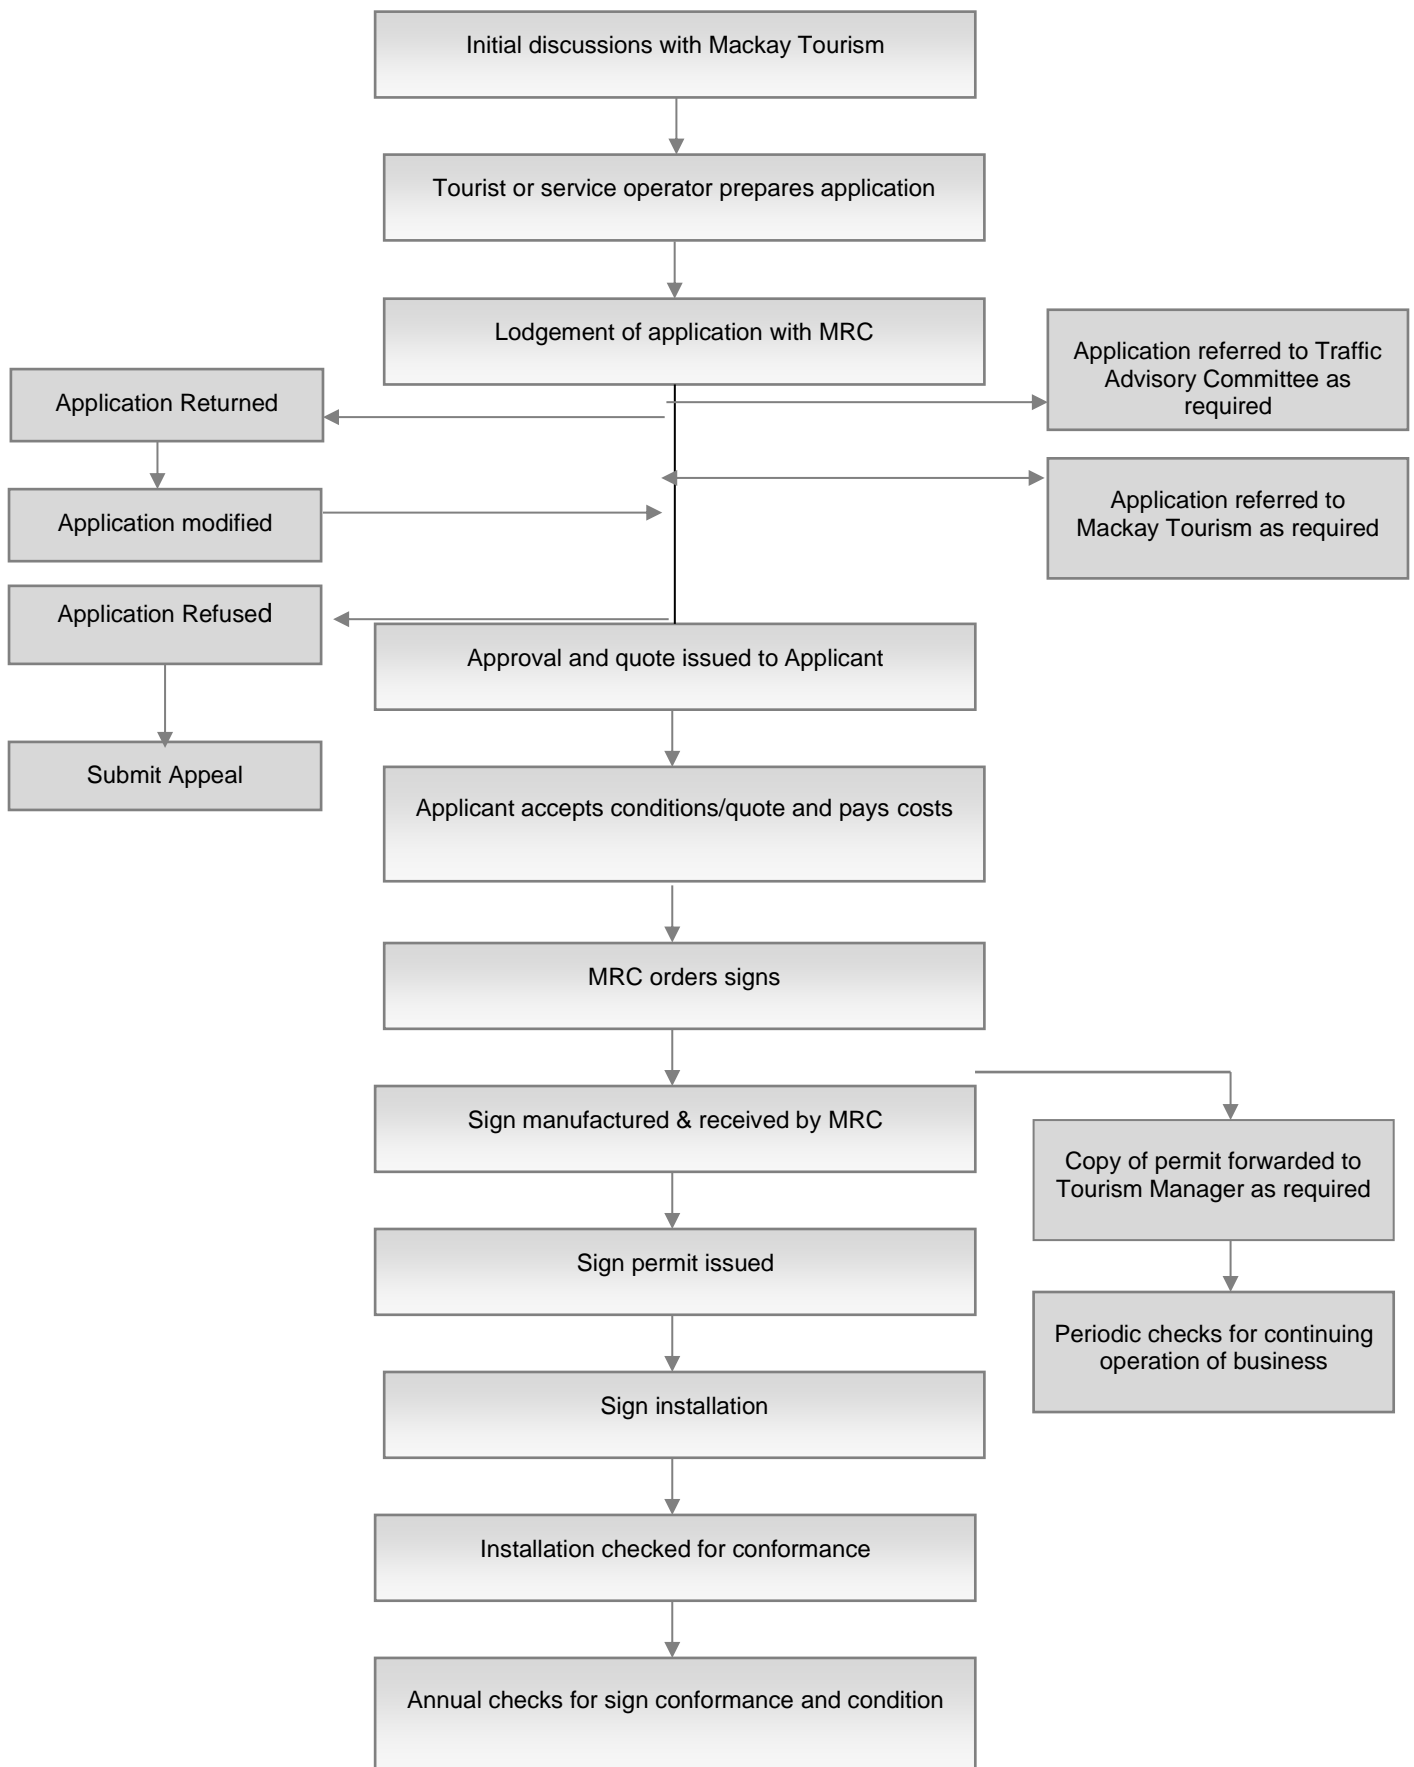 Initial discussions with Mackay Tourism
Tourist or service operator prepares application
Lodgement of application with MRC
Application referred to Traffic
Advisory Committee as
required
Application Returned
Application modified
Application referred to
Mackay Tourism as required
Application Refused
Submit Appeal
Approval and quote issued to Applicant
Applicant accepts conditions/quote and pays costs
MRC orders signs
Sign manufactured & received by MRC
Copy of permit forwarded to
Tourism Manager as required
Sign permit issued
Periodic checks for continuing
operation of business
Sign installation
Installation checked for conformance
Annual checks for sign conformance and condition